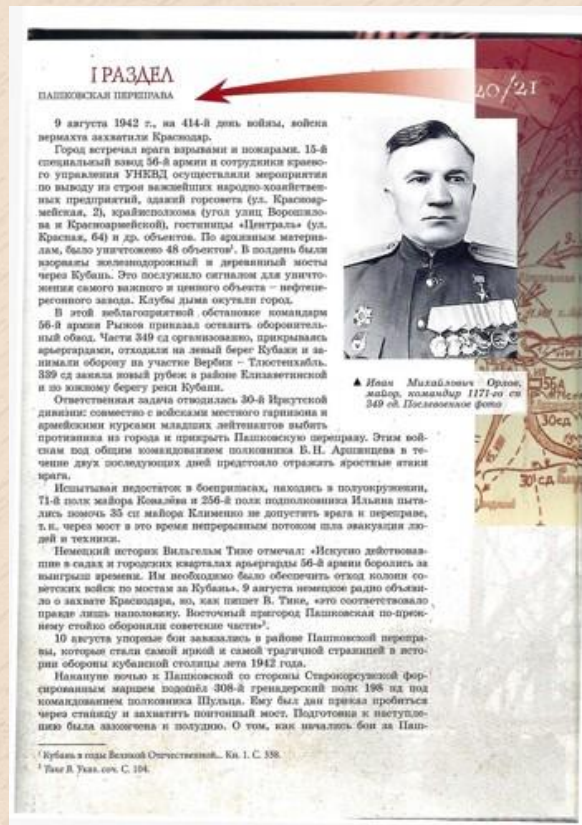 I РАЗДЕЛ
ПАШКОВСКАЯ ПЕРЕПРАВА
20/21
9 августа 1942 г., на 414-й день войны, войска
вермахта захватили Краснодар.
Город встречал врага взрывами и пожарами. 15-й
специальный взвод 56-й армии и сотрудники краево-
го управления УНКВД осуществляли мероприятия
по выводу из строя важнейших народно-хозяйствен-
ных предприятий, зданий горсовета (ул. Красноар-
мейская, 2), крайисполкома (угол улиц Ворошило-
ва и Красноармейской), гостиницы «Централь» (ул.
Красная, 64) и др. объектов. По архивным материа-
лам, было уничтожено 48 объектов¹. В полдень были
взорваны железнодорожный и деревянный мосты
через Кубань. Это послужило сигналом для уничто-
жения самого важного и ценного объекта – нефтепе-
регонного завода. Клубы дыма окутали город.
В этой неблагоприятной обстановке командарм
56-й армии Рыжов приказал оставить оборонитель-
ный обвод. Части 349 сд организованно, прикрываясь
арьергардами, отходили на левый берег Кубани и за-
нимали оборону на участке Вербин – Тлюстенхабль.
339 сд заняла новый рубеж в районе Елизаветинской
и по южному берегу реки Кубани.
Ответственная задача отводилась 30-й Иркутской
дивизии: совместно с войсками местного гарнизона и
армейскими курсами младших лейтенантов выбить
противника из города и прикрыть Пашковскую переправу. Этим вой-
скам под общим командованием полковника Б.Н. Аршинцева в те-
чение двух последующих дней предстояло отражать яростные атаки
врага.
Испытывая недостаток в боеприпасах, находясь в полуокружении,
71-й полк майора Ковалёва и 256-й полк подполковника Ильина пыта-
лись помочь 35 сп майора Клименко не допустить врага к переправе,
т. к. через мост в это время непрерывным потоком шла эвакуация лю-
дей и техники.
Немецкий историк Вильгельм Тике отмечал: «Искусно действовав-
шие в садах и городских кварталах арьергарды 56-й армии боролись за
выигрыш времени. Им необходимо было обеспечить отход колонн со-
ветских войск по мостам за Кубань». 9 августа немецкое радио объяви-
ло о захвате Краснодара, но, как пишет В. Тике, «это соответствовало
правде лишь наполовину. Восточный пригород Пашковская по-преж-
нему стойко обороняли советские части»².
10 августа упорные бои завязались в районе Пашковской перепра-
вы, которые стали самой яркой и самой трагичной страницей в исто-
рии обороны кубанской столицы лета 1942 года.
Накануне ночью к Пашковской со стороны Старокорсунской фор-
сированным маршем подошёл 308-й гренадерский полк 198 пд под
командованием полковника Шульца. Ему был дан приказ пробиться
через станицу и захватить понтонный мост. Подготовка к наступле-
нию была закончена к полудню. О том, как начались бои за Паш-
▲ Иван Михайлович Орлов,
майор, командир 1171-го сп
349 сд. Послевоенное фото
56А
30сд
30 сд
¹ Кубань в годы Великой Отечественной... Кн. 1. С. 558.
² Тике В. Указ. соч. С. 104.